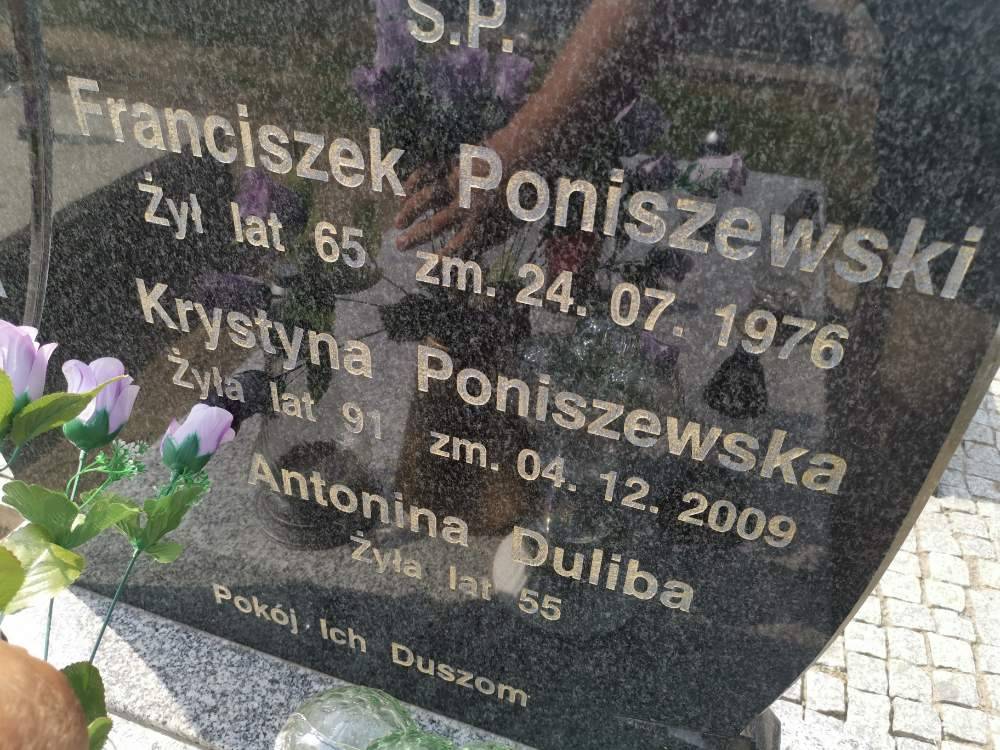 Ś.P.
Franciszek Poniszewski
Żył lat 65 zm. 24. 07. 1976
Krystyna Poniszewska
Żyła lat 91 zm. 04. 12. 2009
Antonina Duliba
Żyła lat 55
Pokój Ich Duszom